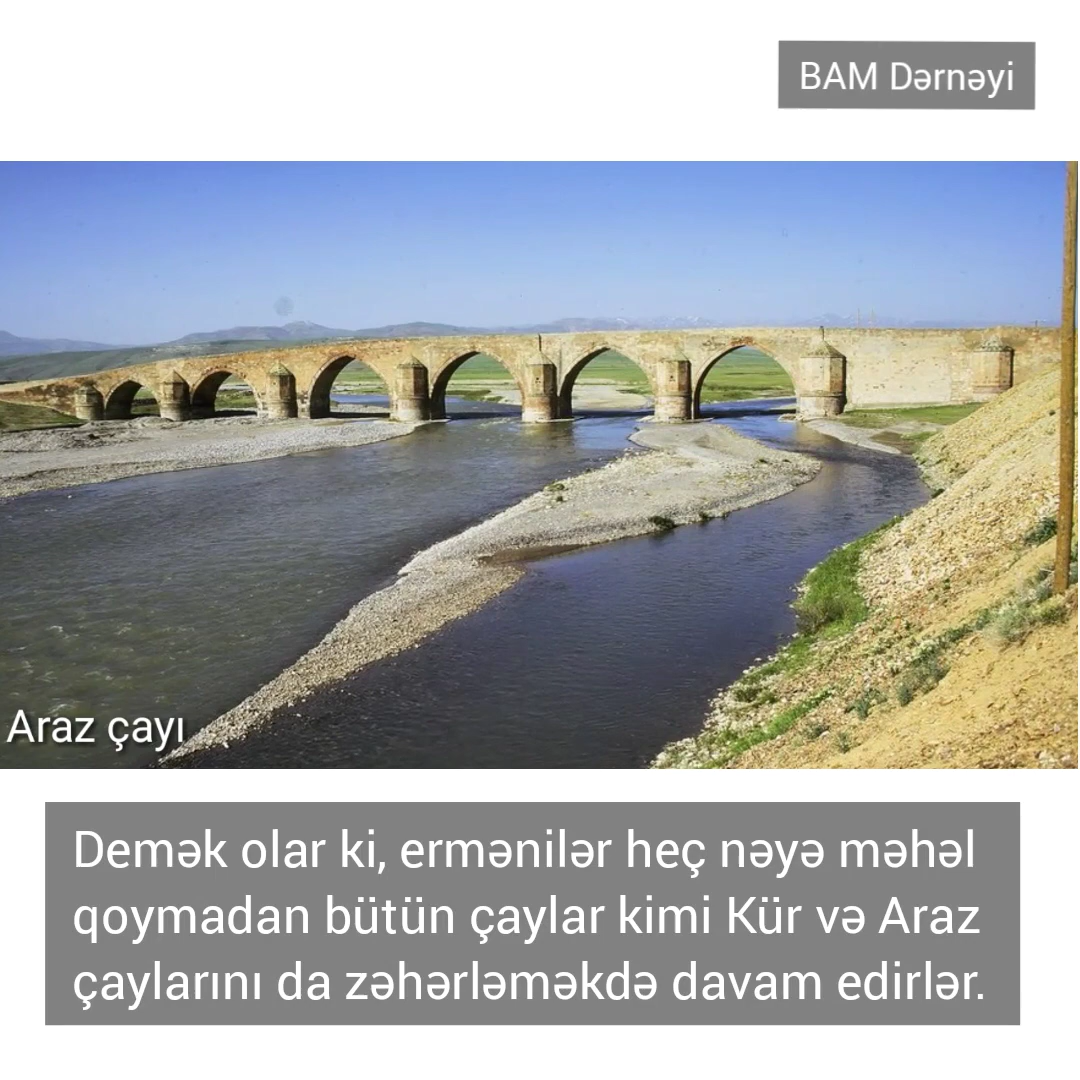 BAM Dərnəyi
Araz çayı
Demək olar ki, ermənilər heç nəyə məhəl
qoymadan bütün çaylar kimi Kür və Araz
çaylarını da zəhərləməkdə davam edirlər.